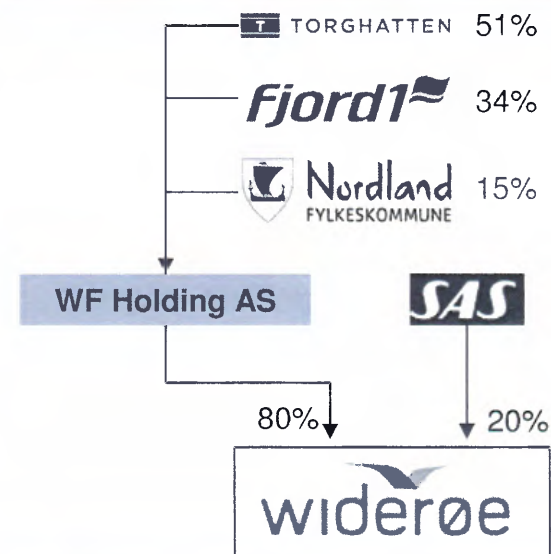 T TORGHATTEN 51%
Fjord1 34%
Nordland 15%
FYLKESKOMMUNE
WF Holding AS
SAS
80% 20%
widerøe